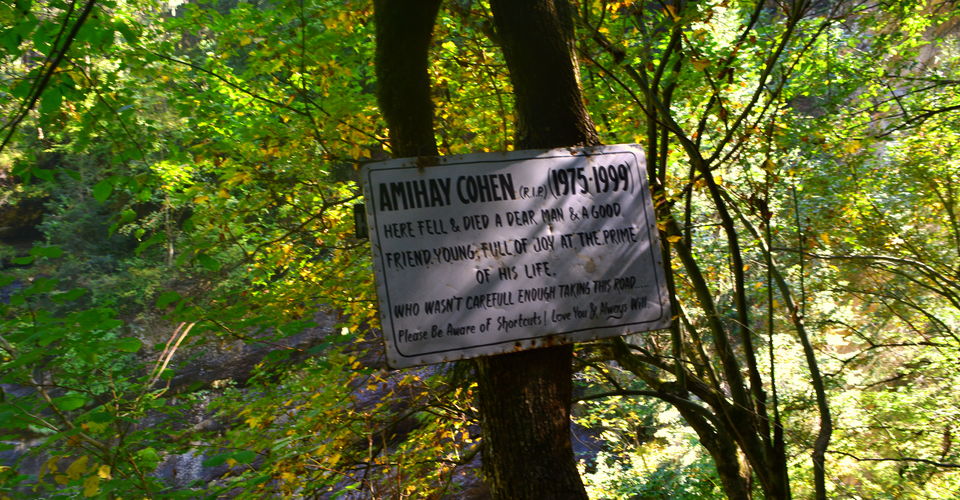 AMIHAY COHEN (R.I.P.) (1975-1999)
HERE FELL & DIED A DEAR MAN & A GOOD
FRIEND. YOUNG, FULL OF JOY AT THE PRIME
OF HIS LIFE.
WHO WASN'T CAREFULL ENOUGH TAKING THIS ROAD....
Please Be Aware of Shortcuts! Love You & Always Will.